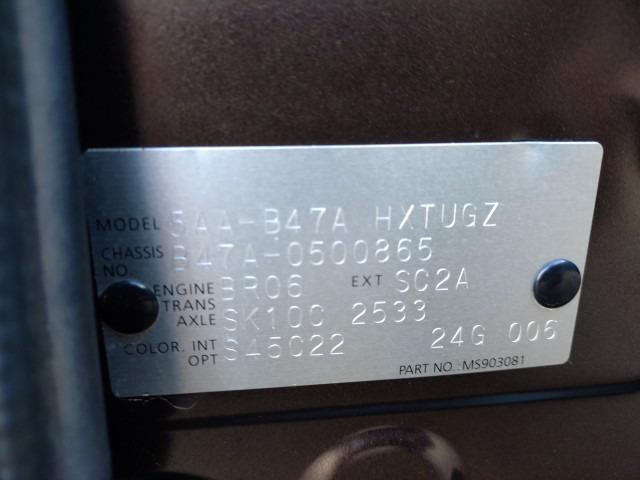 MODEL 5AA-B47A HXTUGZ
CHASSIS NO. B47A-0500865
ENGINE BR06 EXT SC2A
TRANS AXLE SK10C 2533
COLOR, INT OPT S45C22 24G 006
PART NO.: MS903081